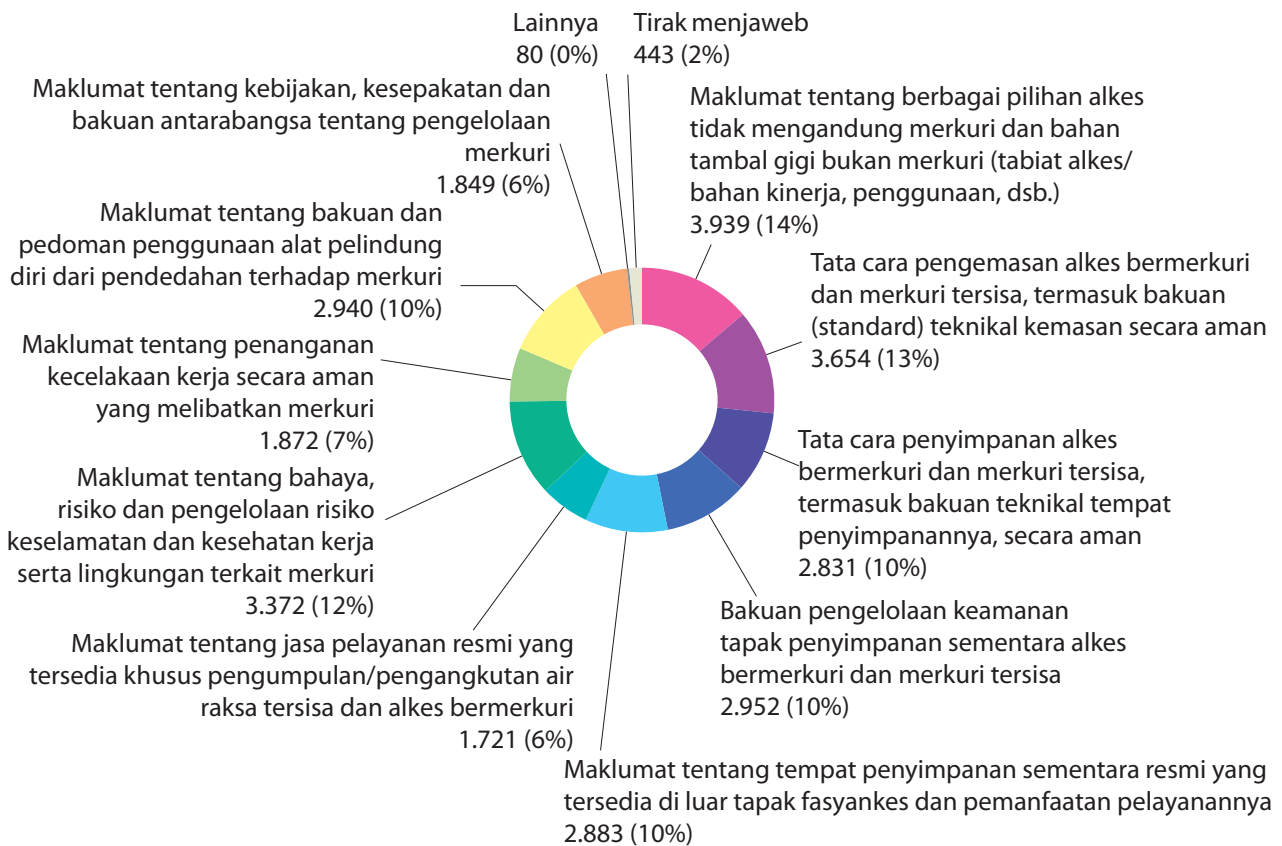 Lainnya
80 (0%)
Tirak menjaweb
443 (2%)
Maklumat tentang berbagai pilihan alkes
tidak mengandung merkuri dan bahan
tambal gigi bukan merkuri (tabiat alkes/
bahan kinerja, penggunaan, dsb.)
3.939 (14%)
Tata cara pengemasan alkes bermerkuri
dan merkuri tersisa, termasuk bakuan
(standard) teknikal kemasan secara aman
3.654 (13%)
Tata cara penyimpanan alkes
bermerkuri dan merkuri tersisa,
termasuk bakuan teknikal tempat
penyimpanannya, secara aman
2.831 (10%)
Bakuan pengelolaan keamanan
tapak penyimpanan sementara alkes
bermerkuri dan merkuri tersisa
2.952 (10%)
Maklumat tentang tempat penyimpanan sementara resmi yang
tersedia di luar tapak fasyankes dan pemanfaatan pelayanannya
2.883 (10%)
Maklumat tentang jasa pelayanan resmi yang
tersedia khusus pengumpulan/pengangkutan air
raksa tersisa dan alkes bermerkuri
1.721 (6%)
Maklumat tentang bahaya,
risiko dan pengelolaan risiko
keselamatan dan kesehatan kerja
serta lingkungan terkait merkuri
3.372 (12%)
Maklumat tentang penanganan
kecelakaan kerja secara aman
yang melibatkan merkuri
1.872 (7%)
Maklumat tentang bakuan dan
pedoman penggunaan alat pelindung
diri dari pendedahan terhadap merkuri
2.940 (10%)
Maklumat tentang kebijakan, kesepakatan dan
bakuan antarabangsa tentang pengelolaan
merkuri
1.849 (6%)